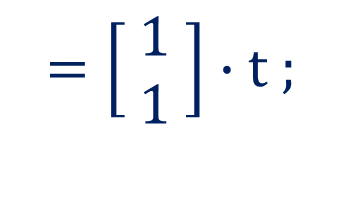 = [ 1
1 ] · t ;